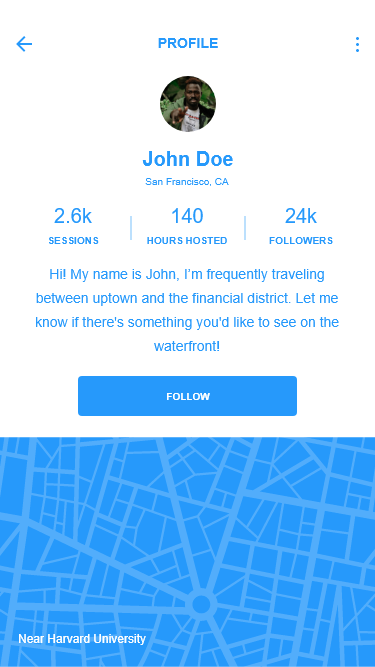 PROFILE
John Doe
San Francisco, CA
2.6k
140
24k
SESSIONS
HOURS HOSTED
FOLLOWERS
Hi! My name is John, I’m frequently traveling
between uptown and the financial district. Let me
know if there's something you'd like to see on the
waterfront!
FOLLOW
Near Harvard University